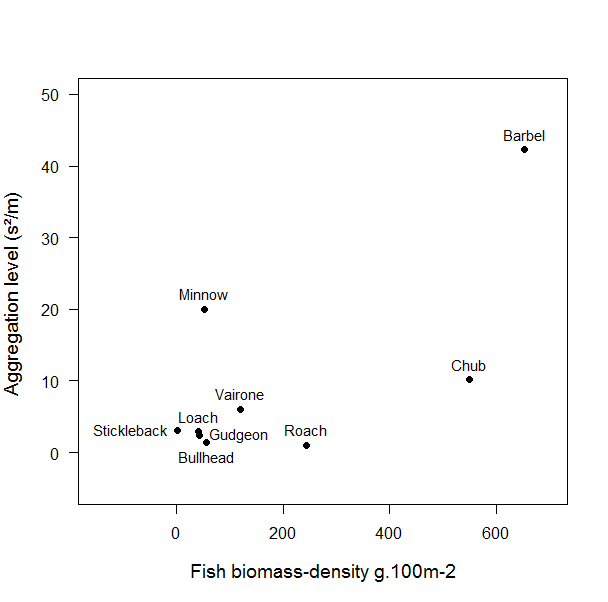 50
Barbel
40
Minnow
30
20
Chub
10
Vairone
Loach
Stickleback
Gudgeon
Roach
0
Bullhead
Aggregation level (s²/m)
0
200
400
600
Fish biomass-density g.100m-2